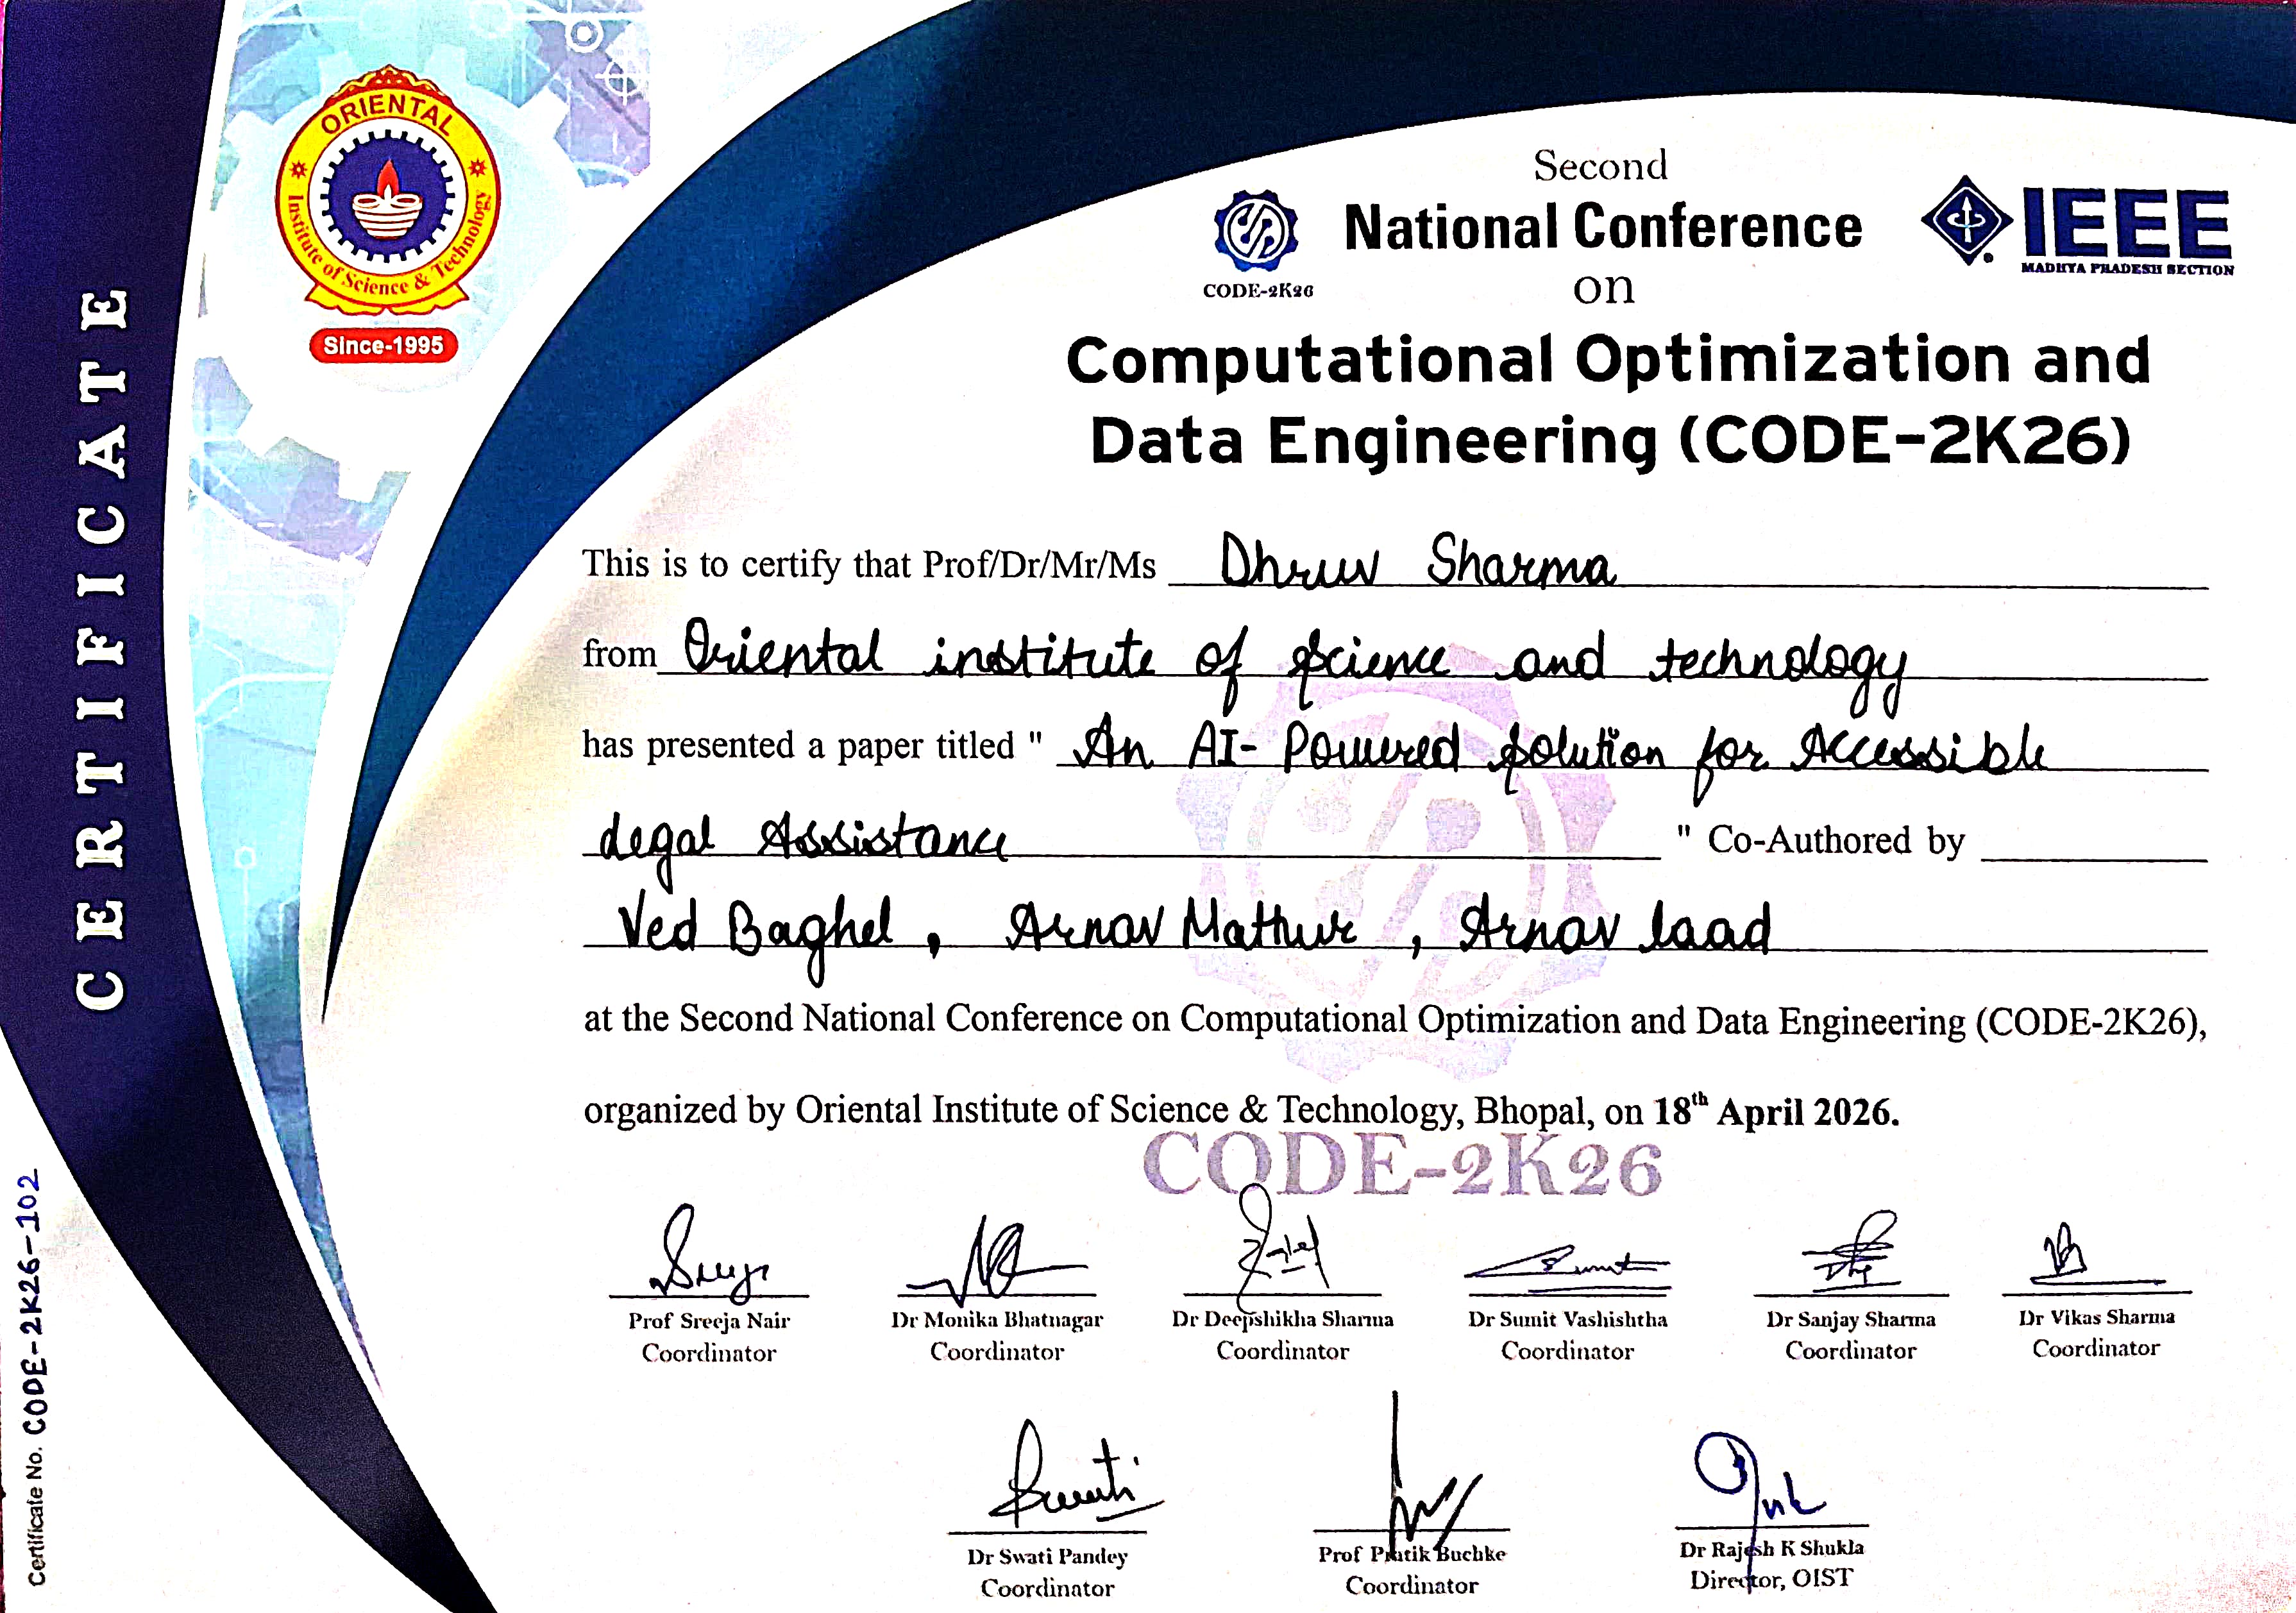 ORIENTAL
Institute of Science & Technology
Since-1995
CERTIFICATE
Certificate No. CODE-2K26-102
Second
National Conference
on
CODE-2K26
IEEE
MADHYA PRADESH SECTION
Computational Optimization and
Data Engineering (CODE-2K26)
This is to certify that Prof/Dr/Mr/Ms Dhruv Sharma
from Oriental institute of science and technology
has presented a paper titled " An AI-Powered solution for Accessible
Legal Assistance " Co-Authored by
Ved Baghel, Arnav Mathur, Arnav laad
at the Second National Conference on Computational Optimization and Data Engineering (CODE-2K26),
organized by Oriental Institute of Science & Technology, Bhopal, on 18th April 2026.
CODE-2K26
Prof Sreeja Nair
Coordinator
Dr Monika Bhatnagar
Coordinator
Dr Deepshikha Sharma
Coordinator
Dr Sumit Vashishtha
Coordinator
Dr Sanjay Sharma
Coordinator
Dr Vikas Sharma
Coordinator
Dr Swati Pandey
Coordinator
Prof Pratik Buchke
Coordinator
Dr Rajesh K Shukla
Director, OIST